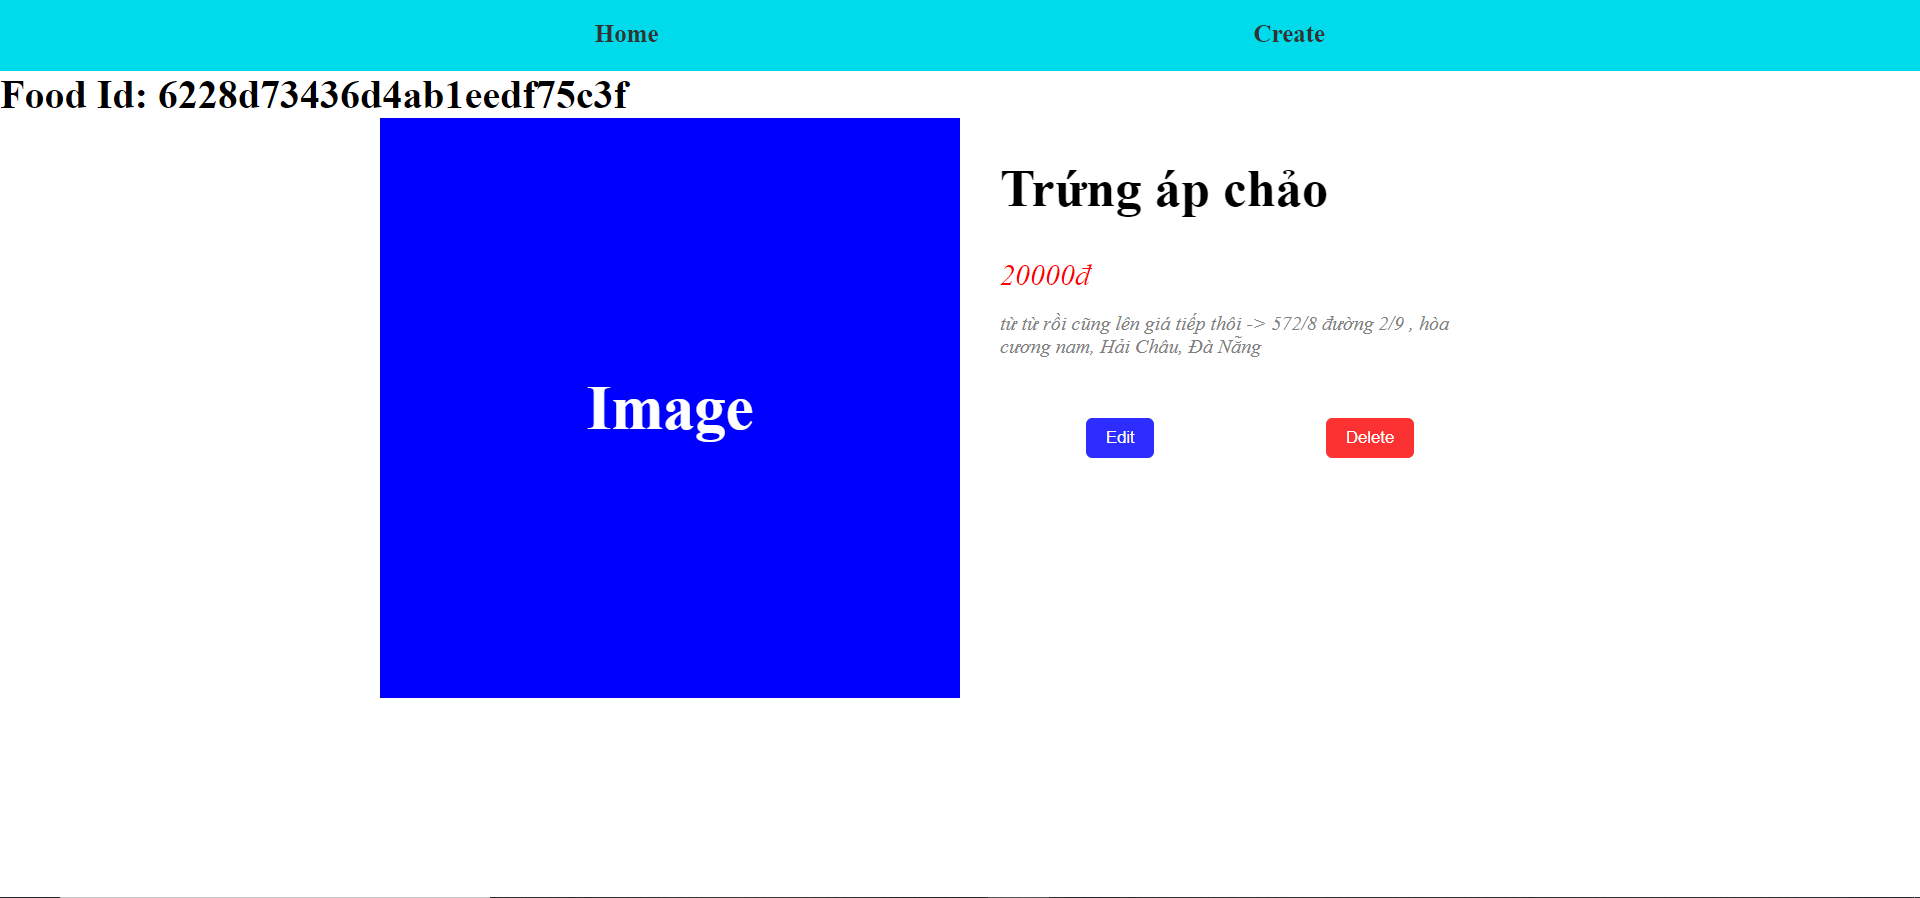 Home
Create
Food Id: 6228d73436d4ab1eedf75c3f
Image
Trứng áp chảo
20000đ
từ từ rồi cũng lên giá tiếp thôi -> 572/8 đường 2/9 , hòa
cương nam, Hải Châu, Đà Nẵng
Edit
Delete